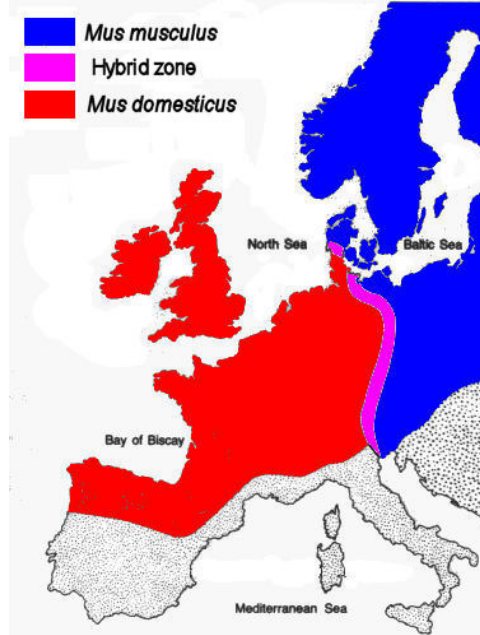 Mus musculus
Hybrid zone
Mus domesticus
North Sea
Baltic Sea
Bay of Biscay
Mediterranean Sea